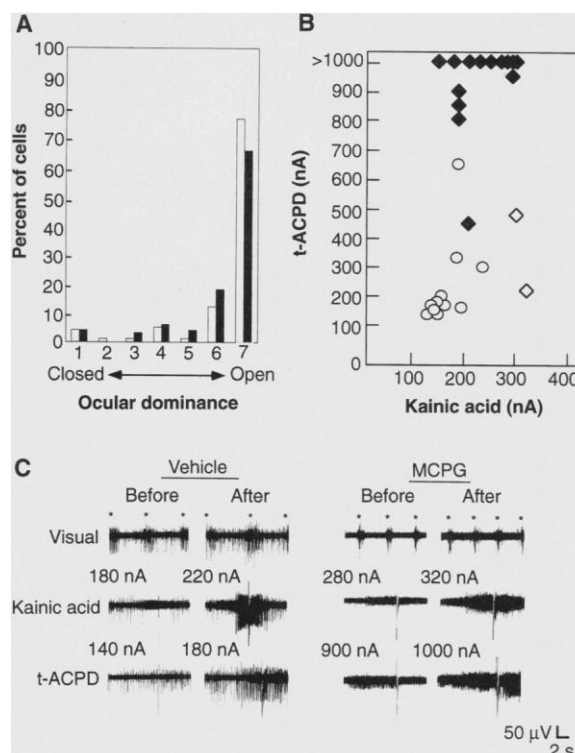 A
Percent of cells
100
90
80
70
60
50
40
30
20
10
0
1 2 3 4 5 6 7
Closed Open
Ocular dominance
B
t-ACPD (nA)
>1000
900
800
700
600
500
400
300
200
100
0
100 200 300 400
Kainic acid (nA)
C
Vehicle MCPG
Before After Before After
* * * * * * * * * * * * *
Visual
180 nA 220 nA 280 nA 320 nA
Kainic acid
140 nA 180 nA 900 nA 1000 nA
t-ACPD
50 µV
2 s